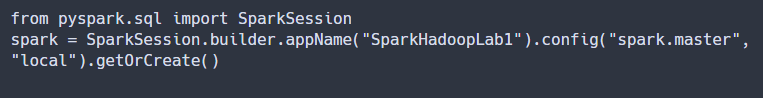 from pyspark.sql import SparkSession
spark = SparkSession.builder.appName("SparkHadoopLab1").config("spark.master",
"local").getOrCreate()